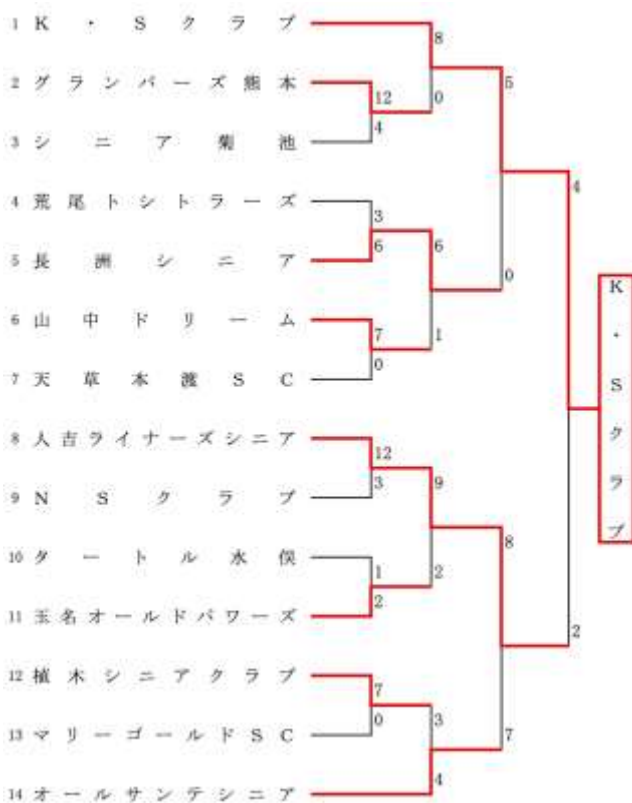 1 K・Sクラブ
8
2 グランパーズ熊本
12
0
5
4
3 シニア菊池
4
4 荒尾トシトラーズ
3
6
6
5 長洲シニア
0
6 山中ドリーム
7
1
0
7 天草本渡SC
K・Sクラブ
8 人吉ライナーズシニア
12
3
9
9 NSクラブ
8
10 タートル水俣
1
2
2
11 玉名オールドパワーズ
2
12 植木シニアクラブ
7
0
3
7
13 マリーゴールドSC
4
14 オールサンテシニア